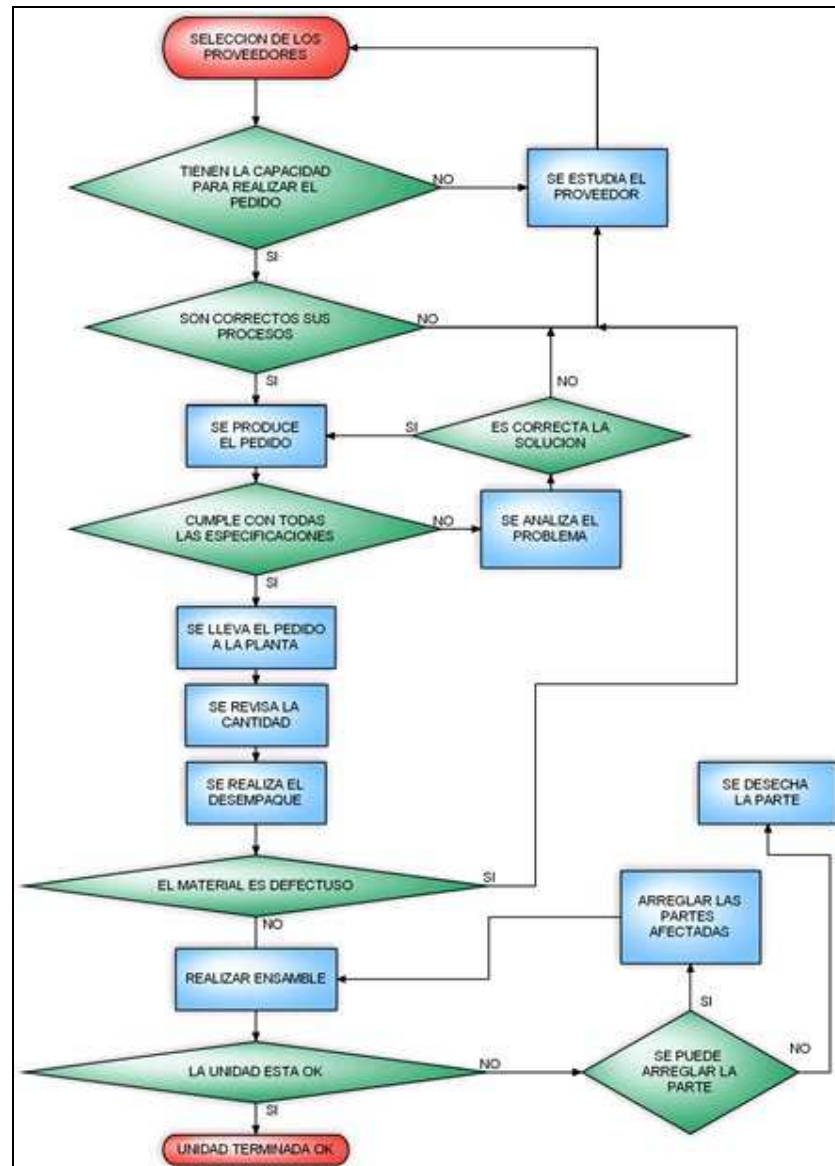 SELECCION DE LOS
PROVEEDORES
TIENEN LA CAPACIDAD
PARA REALIZAR EL
PEDIDO
NO
SE ESTUDIA EL
PROVEEDOR
SI
SON CORRECTOS SUS
PROCESOS
NO
SI
NO
SE PRODUCE
EL PEDIDO
SI
ES CORRECTA LA
SOLUCION
CUMPLE CON TODAS
LAS ESPECIFICACIONES
NO
SE ANALIZA EL
PROBLEMA
SI
SE LLEVA EL PEDIDO
A LA PLANTA
SE REVISA LA
CANTIDAD
SE REALIZA EL
DESEMPAQUE
SE DESECHA
LA PARTE
EL MATERIAL ES DEFECTUSO
SI
NO
ARREGLAR LAS
PARTES
AFECTADAS
REALIZAR ENSAMBLE
SI
LA UNIDAD ESTA OK
NO
SE PUEDE
ARREGLAR LA
PARTE
NO
SI
UNIDAD TERMINADA OK